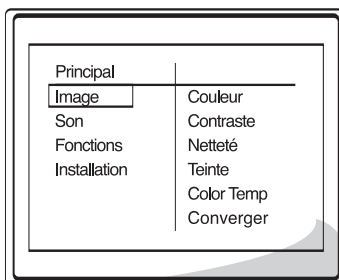 Principal
Image
Son
Fonctions
Installation
Couleur
Contraste
Netteté
Teinte
Color Temp
Converger